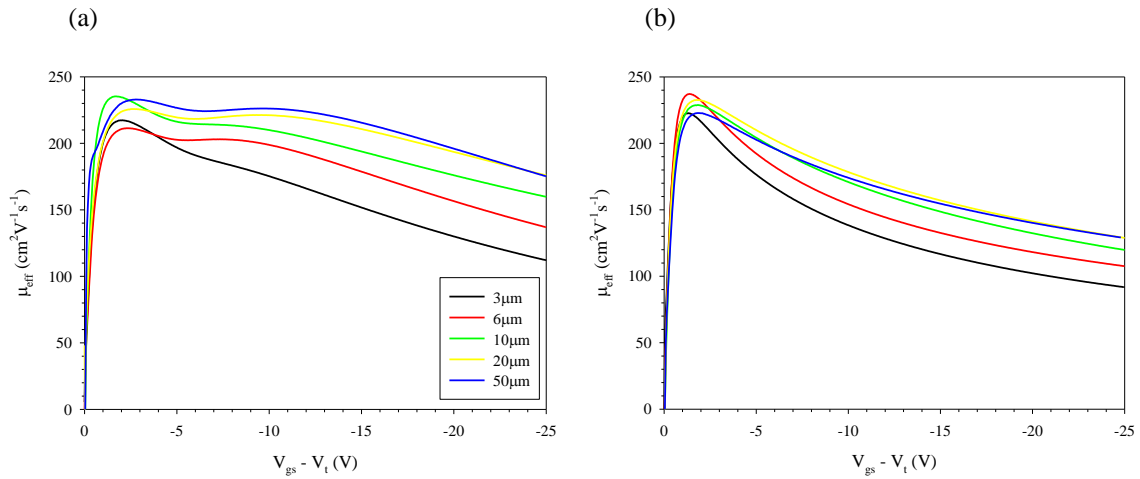 (a)
(b)
250
200
150
100
50
0
μeff (cm²V⁻¹s⁻¹)
0 -5 -10 -15 -20 -25
Vgs - Vt (V)
3μm
6μm
10μm
20μm
50μm
250
200
150
100
50
0
μeff (cm²V⁻¹s⁻¹)
0 -5 -10 -15 -20 -25
Vgs - Vt (V)